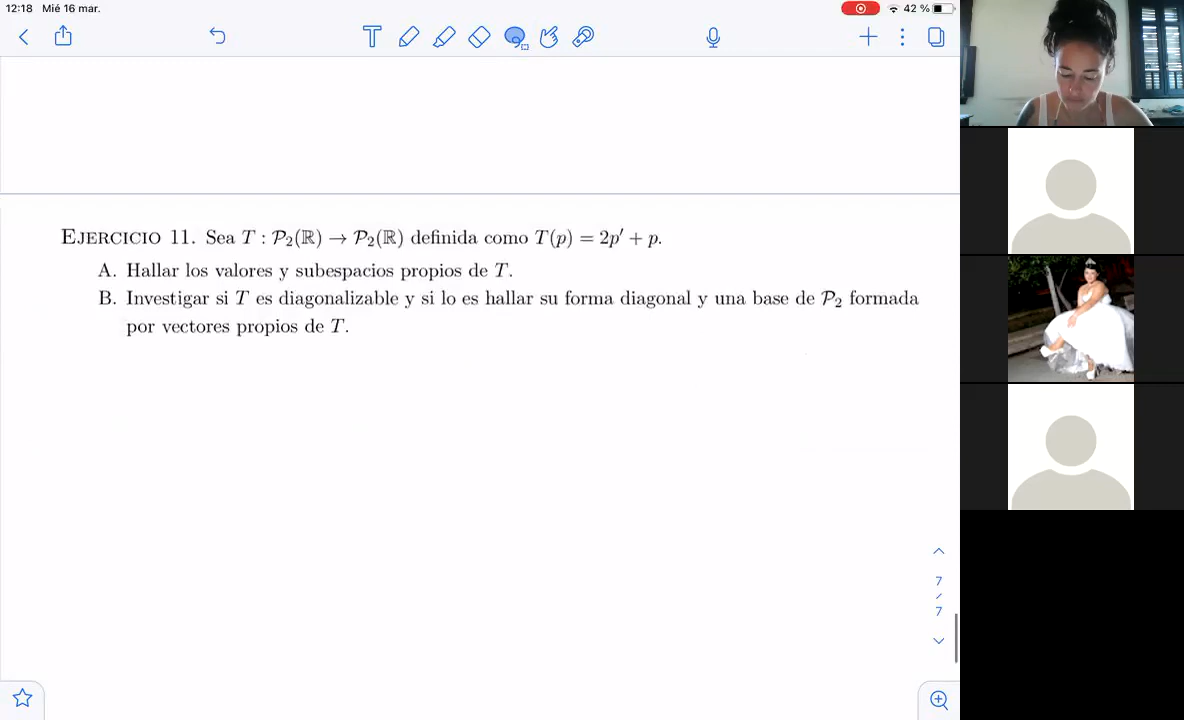 12:18 Mié 16 mar.
42 %
EJERCICIO 11. Sea T : P₂(ℝ) → P₂(ℝ) definida como T(p) = 2p′ + p.
A. Hallar los valores y subespacios propios de T.
B. Investigar si T es diagonalizable y si lo es hallar su forma diagonal y una base de P₂ formada
por vectores propios de T.
7
/
7